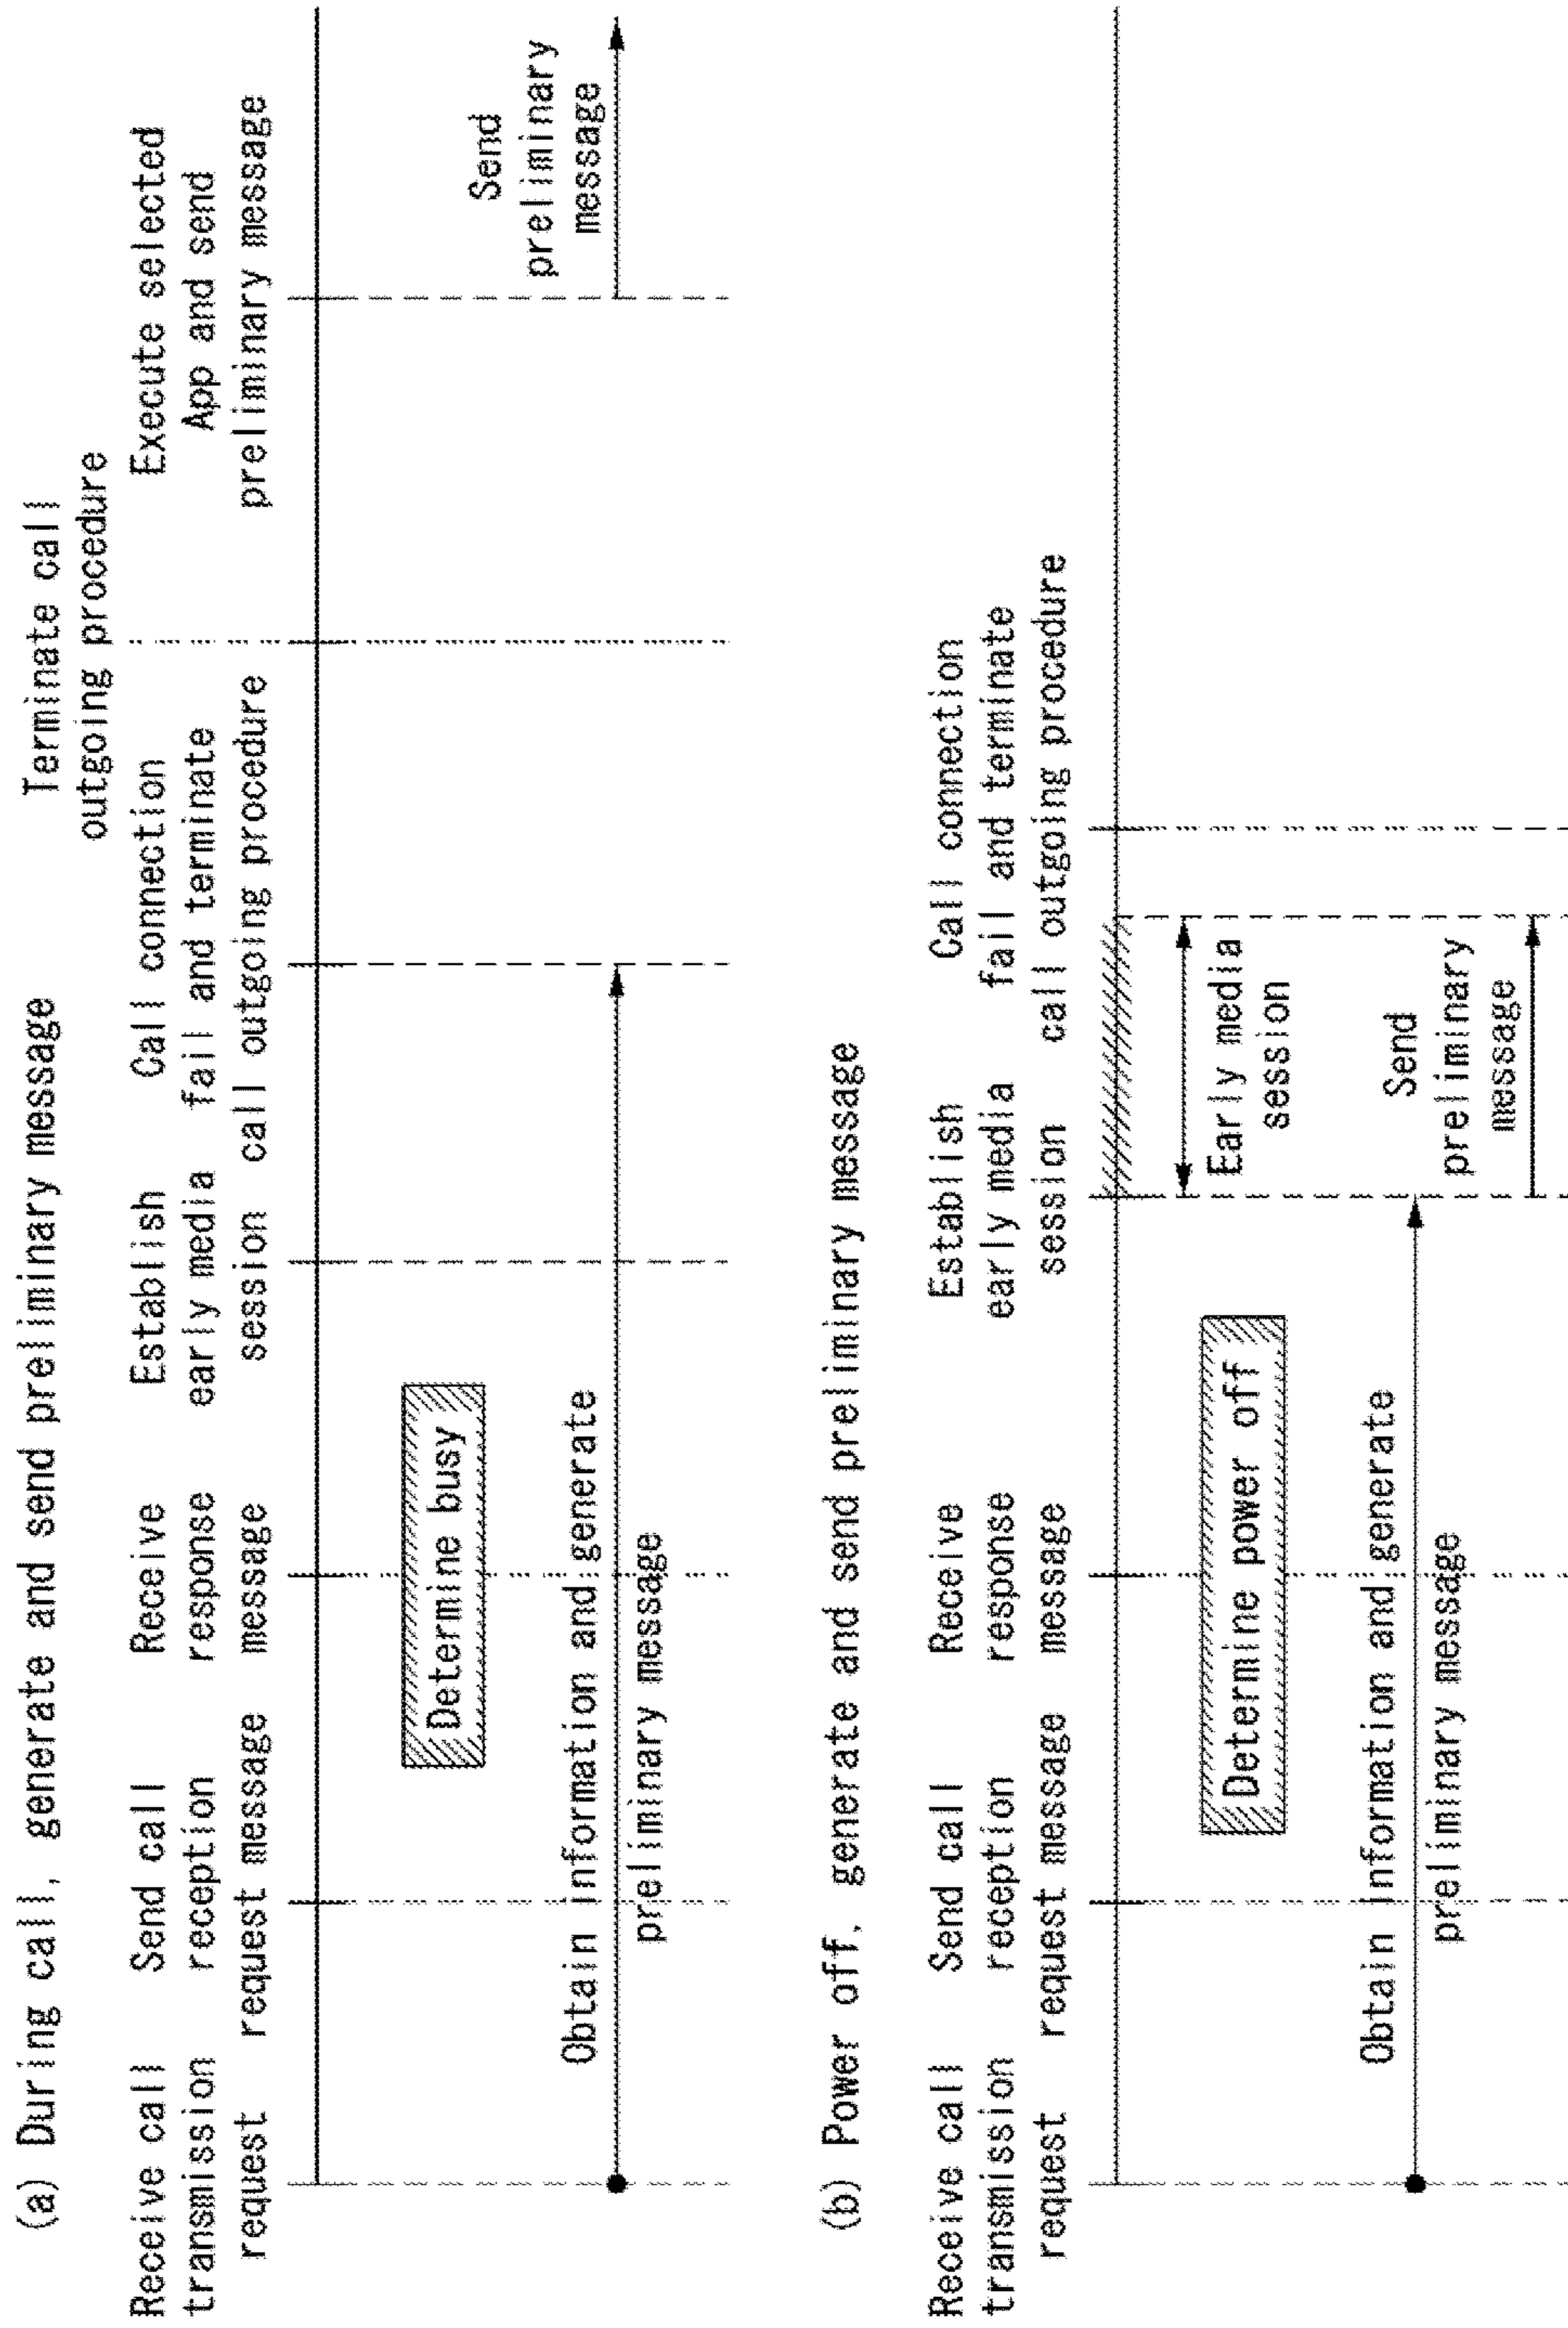 (a) During call, generate and send preliminary message
Terminate call
outgoing procedure
Receive call
transmission
request
Send call
reception
request message
Receive
response
message
Establish
early media
session
Call connection
fail and terminate
call outgoing procedure
Execute selected
App and send
preliminary message
Determine busy
Obtain information and generate
preliminary message
Send
preliminary
message
(b) Power off, generate and send preliminary message
Receive call
transmission
request
Send call
reception
request message
Receive
response
message
Establish
early media
session
Call connection
fail and terminate
call outgoing procedure
Determine power off
Early media
session
Obtain information and generate
preliminary message
Send
preliminary
message